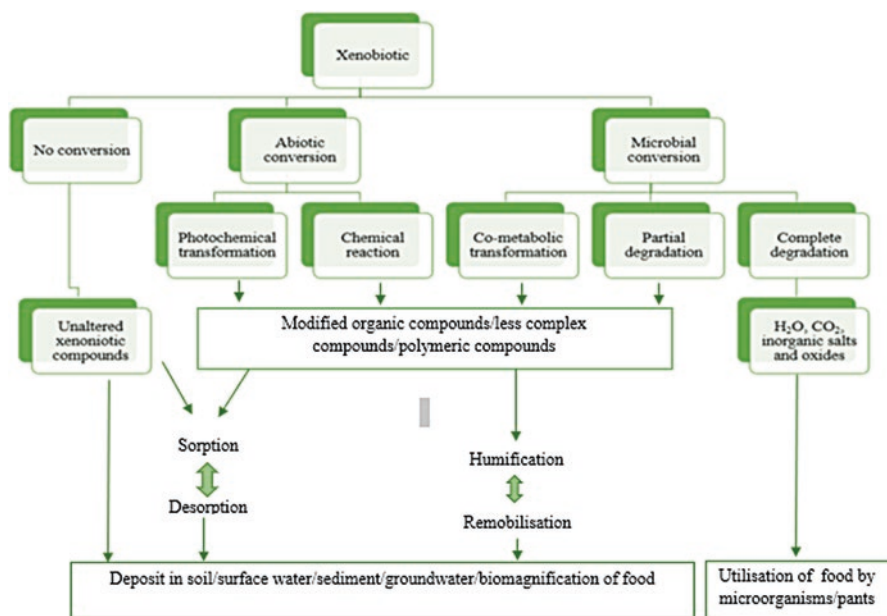 Xenobiotic
No conversion
Abiotic
conversion
Microbial
conversion
Photochemical
transformation
Chemical
reaction
Co-metabolic
transformation
Partial
degradation
Complete
degradation
Unaltered
xenoniotic
compounds
Modified organic compounds/less complex
compounds/polymeric compounds
H₂O, CO₂,
inorganic salts
and oxides
Sorption
Desorption
Humification
Remobilisation
Deposit in soil/surface water/sediment/groundwater/biomagnification of food
Utilisation of food by
microorganisms/pants